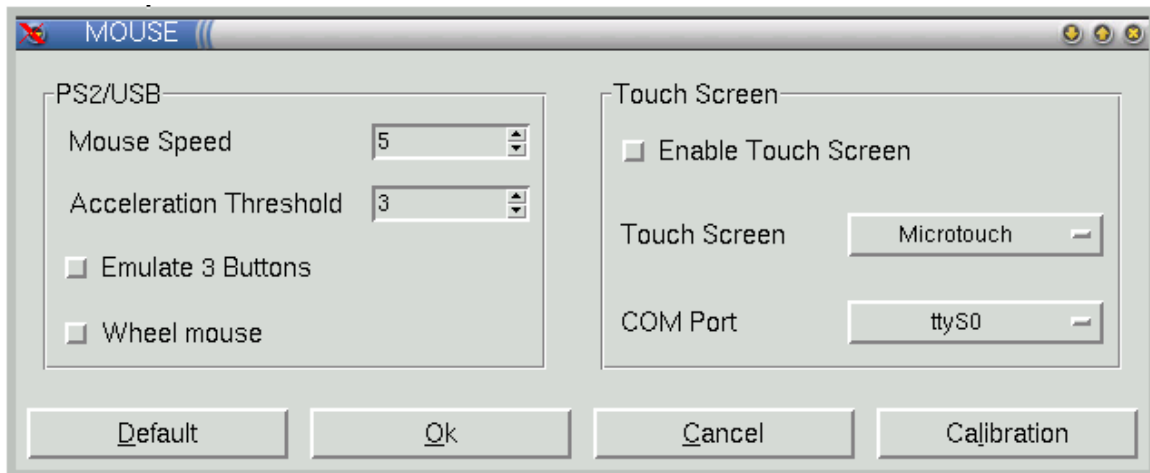 MOUSE
PS2/USB
Mouse Speed 5
Acceleration Threshold 3
Emulate 3 Buttons
Wheel mouse
Touch Screen
Enable Touch Screen
Touch Screen Microtouch
COM Port ttyS0
Default Ok Cancel Calibration